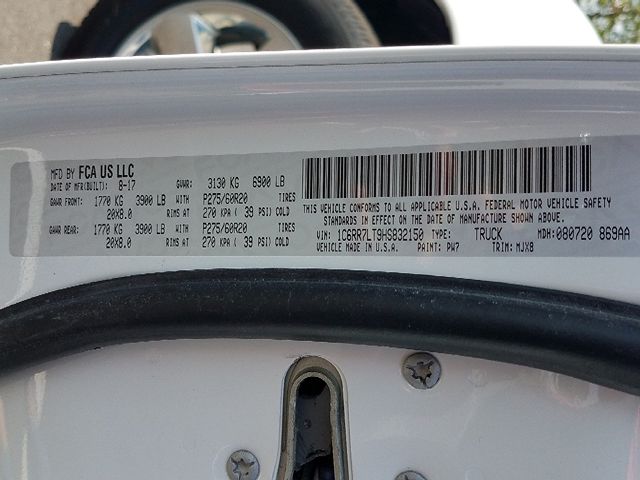 MFD BY FCA US LLC
DATE OF MFR(BUILT): 8-17 GVWR: 3130 KG 6900 LB
GAWR FRONT: 1770 KG 3900 LB P275/60R20 TIRES
20X8.0 RIMS AT 270 KPA ( 39 PSI) COLD
GAWR REAR: 1770 KG 3900 LB P275/60R20 TIRES
20X8.0 RIMS AT 270 KPA ( 39 PSI) COLD
THIS VEHICLE CONFORMS TO ALL APPLICABLE U.S.A. FEDERAL MOTOR VEHICLE SAFETY
STANDARDS IN EFFECT ON THE DATE OF MANUFACTURE SHOWN ABOVE.
VIN: 1C6RR7LT9HS832150 TYPE: TRUCK MDH: 080720 869AA
VEHICLE MADE IN U.S.A. PAINT: PW7 TRIM: MJX8